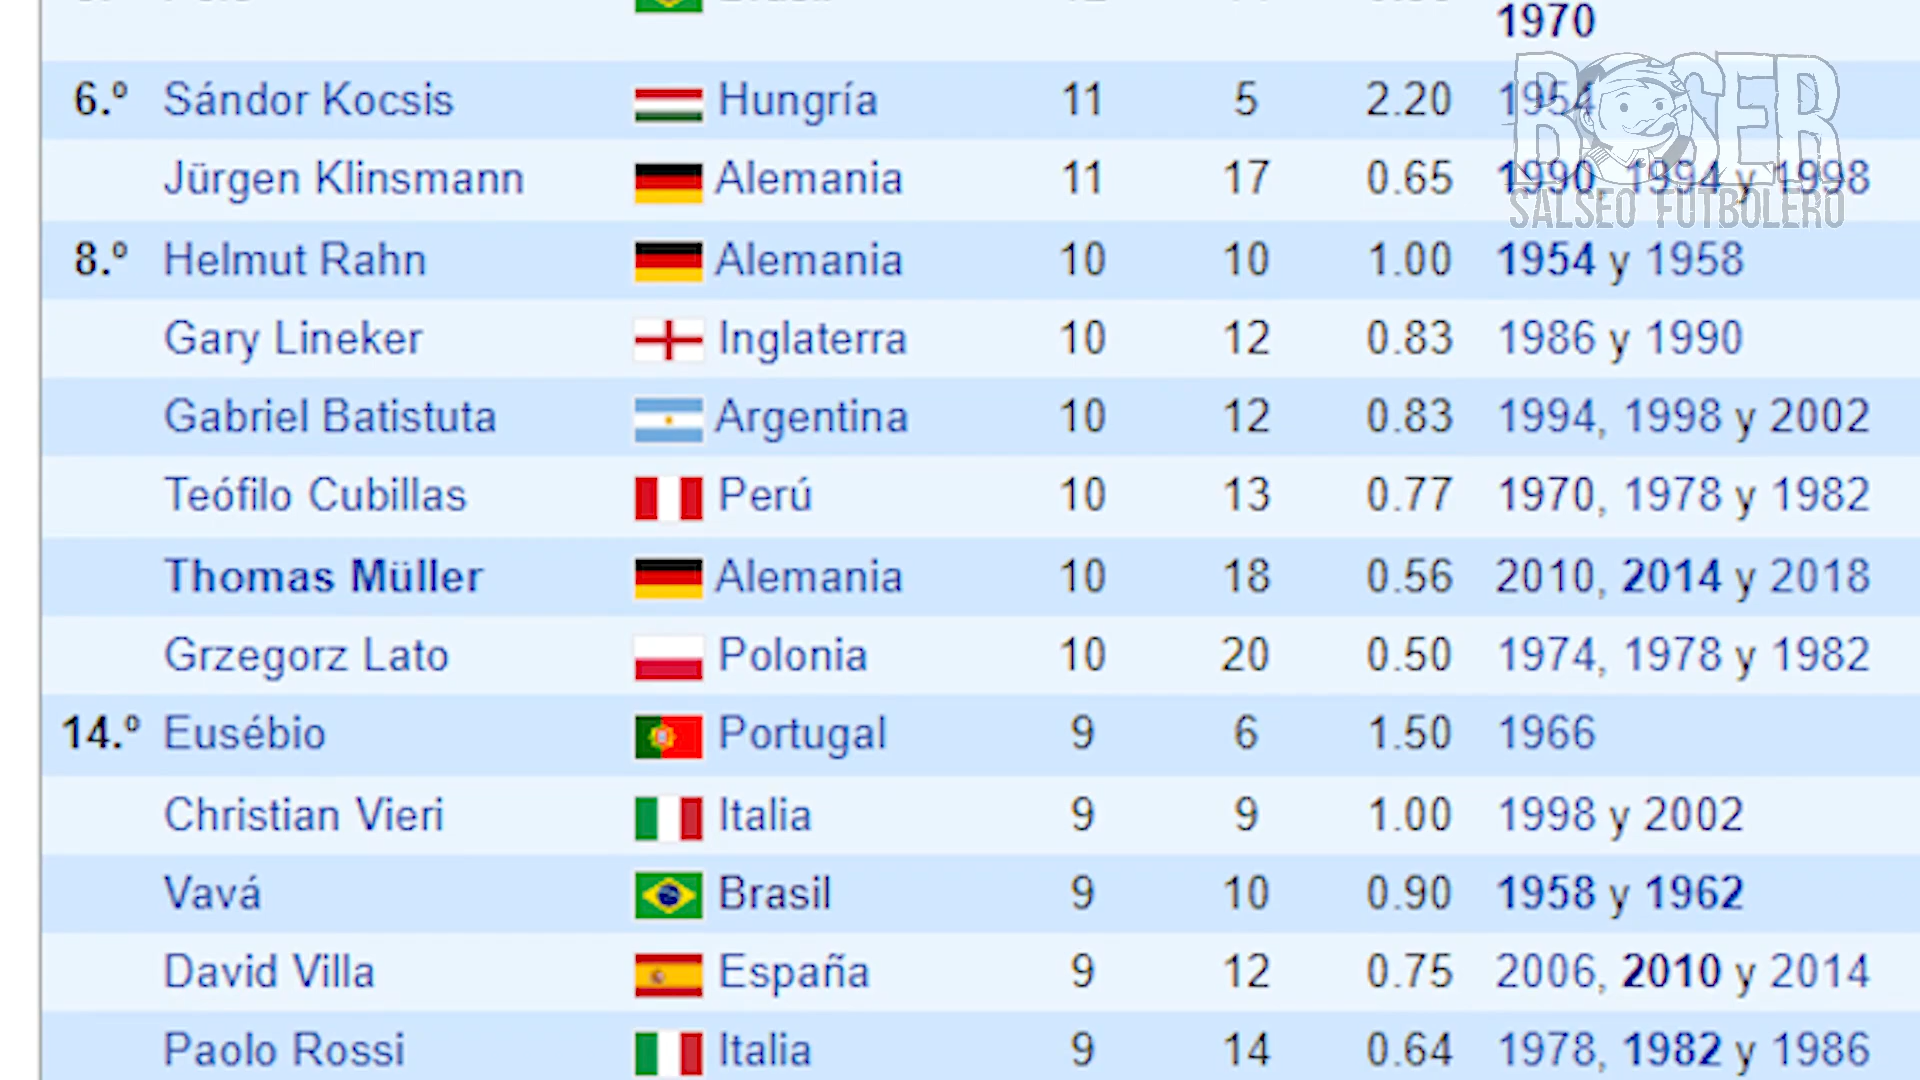 1970
6.º Sándor Kocsis Hungría 11 5 2.20 1954
Jürgen Klinsmann Alemania 11 17 0.65 1990, 1994 y 1998
8.º Helmut Rahn Alemania 10 10 1.00 1954 y 1958
Gary Lineker Inglaterra 10 12 0.83 1986 y 1990
Gabriel Batistuta Argentina 10 12 0.83 1994, 1998 y 2002
Teófilo Cubillas Perú 10 13 0.77 1970, 1978 y 1982
Thomas Müller Alemania 10 18 0.56 2010, 2014 y 2018
Grzegorz Lato Polonia 10 20 0.50 1974, 1978 y 1982
14.º Eusébio Portugal 9 6 1.50 1966
Christian Vieri Italia 9 9 1.00 1998 y 2002
Vavá Brasil 9 10 0.90 1958 y 1962
David Villa España 9 12 0.75 2006, 2010 y 2014
Paolo Rossi Italia 9 14 0.64 1978, 1982 y 1986
BOSER
SALSEO FUTBOLERO